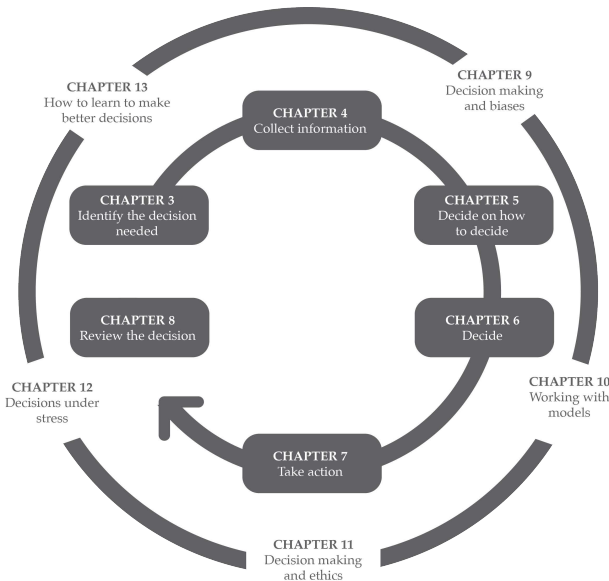 CHAPTER 13
How to learn to make
better decisions
CHAPTER 9
Decision making
and biases
CHAPTER 4
Collect information
CHAPTER 3
Identify the decision
needed
CHAPTER 5
Decide on how
to decide
CHAPTER 8
Review the decision
CHAPTER 6
Decide
CHAPTER 12
Decisions under
stress
CHAPTER 10
Working with
models
CHAPTER 7
Take action
CHAPTER 11
Decision making
and ethics